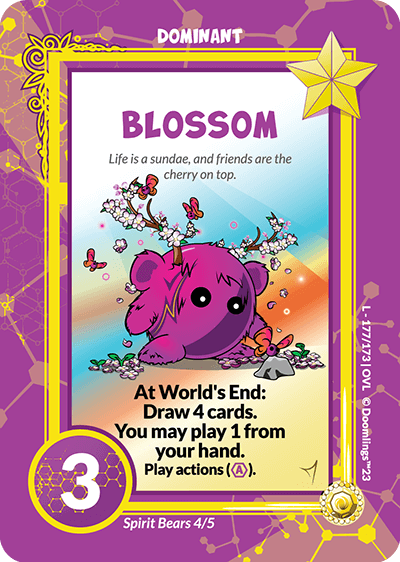 DOMINANT
BLOSSOM
Life is a sundae, and friends are the
cherry on top.
At World's End:
Draw 4 cards.
You may play 1 from
your hand.
Play actions (A).
3
Spirit Bears 4/5
L - 177/173 | OVL © Doomlings™23